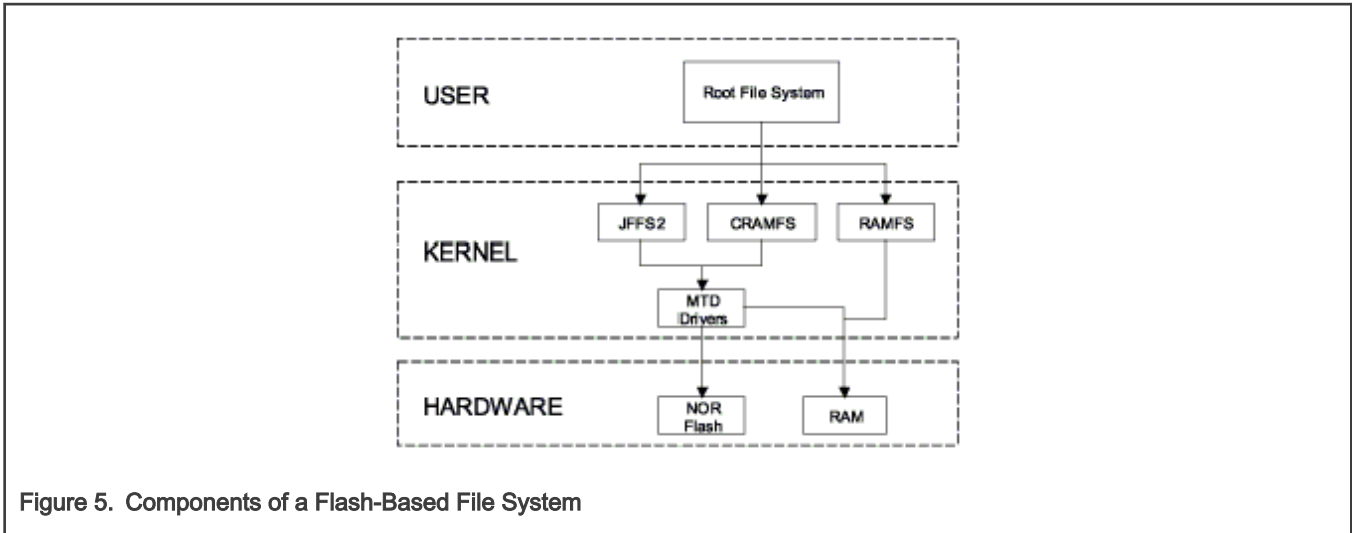 USER
Root File System
KERNEL
JFFS2
CRAMFS
RAMFS
MTD
Drivers
HARDWARE
NOR
Flash
RAM
Figure 5. Components of a Flash-Based File System